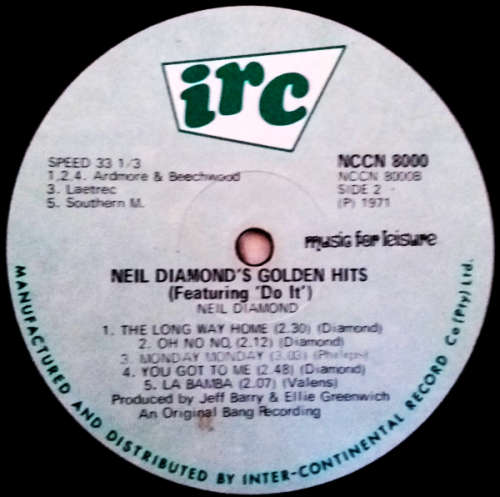 irc
SPEED 33 1/3
1,2,4. Ardmore & Beechwood
3. Laetrec
5. Southern M.
NCCN 8000
NCCN 8000B
SIDE 2
(P) 1971
music for leisure
NEIL DIAMOND'S GOLDEN HITS
(Featuring 'Do It')
NEIL DIAMOND
1. THE LONG WAY HOME (2.30) (Diamond)
2. OH NO NO, (2.12) (Diamond)
3. MONDAY MONDAY (3.03)
4. YOU GOT TO ME (2.48) (Diamond)
5. LA BAMBA (2.07) (Valens)
Produced by Jeff Barry & Ellie Greenwich
An Original Bang Recording
MANUFACTURED AND DISTRIBUTED BY INTER-CONTINENTAL RECORD Co (Pty) Ltd.